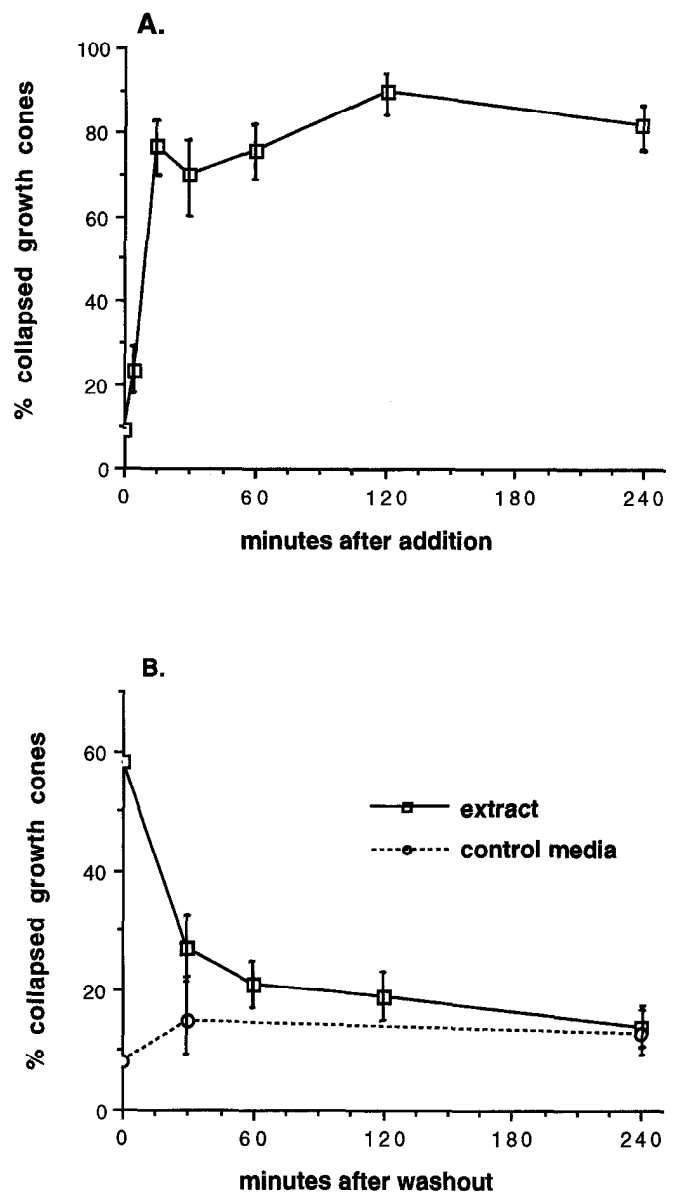 A.
100
80
60
40
20
0
% collapsed growth cones
0 60 120 180 240
minutes after addition
B.
60
40
20
0
% collapsed growth cones
extract
control media
0 60 120 180 240
minutes after washout